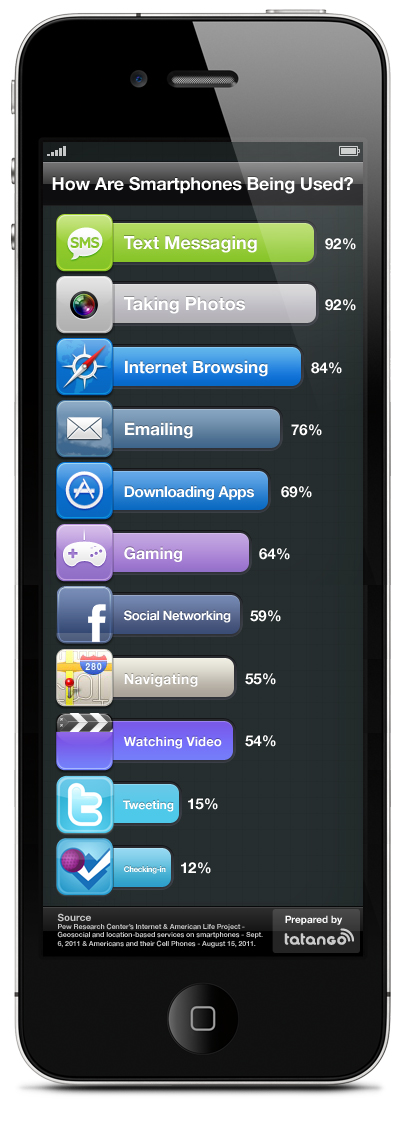 How Are Smartphones Being Used?
SMS
Text Messaging 92%
Taking Photos 92%
Internet Browsing 84%
Emailing 76%
Downloading Apps 69%
Gaming 64%
f
Social Networking 59%
280
Navigating 55%
Watching Video 54%
t
Tweeting 15%
Checking-in 12%
Source
Pew Research Center's Internet & American Life Project -
Geosocial and location-based services on smartphones - Sept.
6, 2011 & Americans and their Cell Phones - August 15, 2011.
Prepared by
tatango